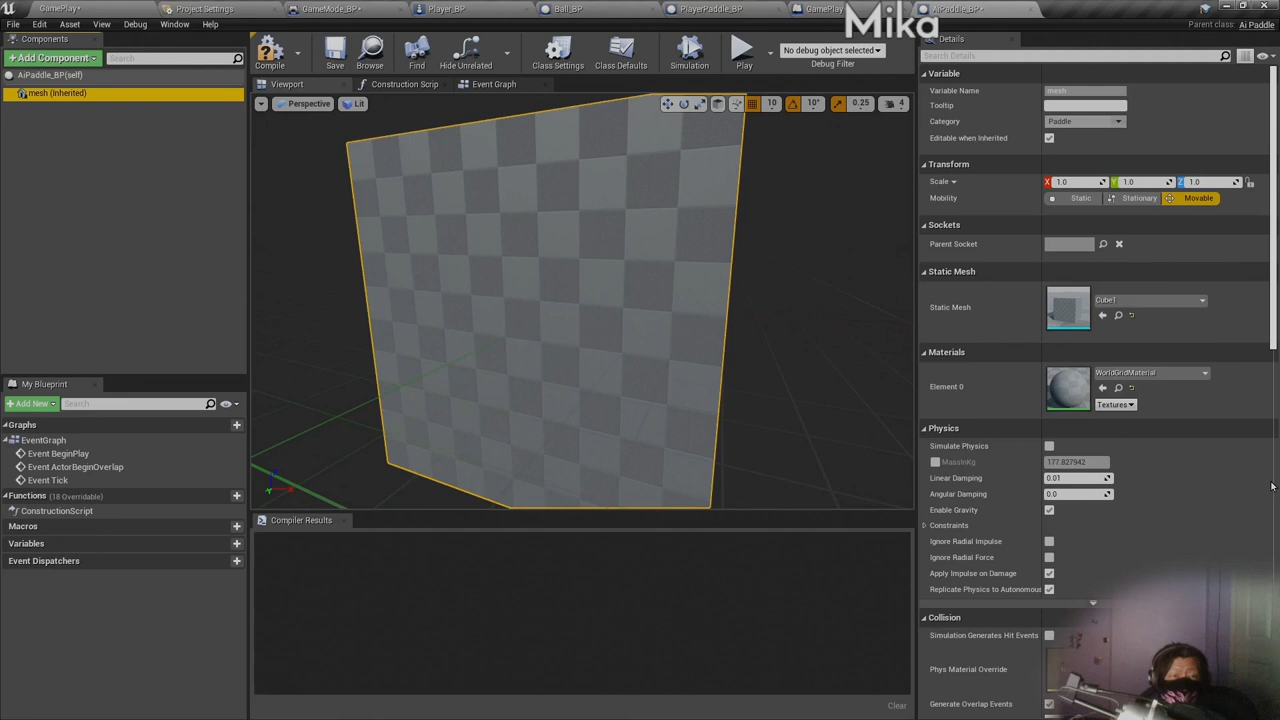 GamePlay*
Project Settings
GameMode_BP*
Player_BP
Ball_BP
PlayerPaddle_BP
GamePla
AiPaddle_BP*
Mika
File Edit Asset View Debug Window Help
Parent class: Ai Paddle
Components
+Add Component
Search
AiPaddle_BP(self)
mesh (Inherited)
Compile
Save
Browse
Find
Hide Unrelated
Class Settings
Class Defaults
Simulation
Play
No debug object selected
Debug Filter
Viewport
Construction Scrip
Event Graph
Perspective
Lit
10
10°
0.25
4
My Blueprint
+Add New
Search
Graphs
EventGraph
Event BeginPlay
Event ActorBeginOverlap
Event Tick
Functions (18 Overridable)
ConstructionScript
Macros
Variables
Event Dispatchers
Compiler Results
Clear
Details
Search Details
Variable
Variable Name mesh
Tooltip
Category Paddle
Editable when Inherited
Transform
Scale X 1.0 Y 1.0 Z 1.0
Mobility Static Stationary Movable
Sockets
Parent Socket
Static Mesh
Static Mesh Cube1
Materials
Element 0 WorldGridMaterial
Textures
Physics
Simulate Physics
MassInKg 177.827942
Linear Damping 0.01
Angular Damping 0.0
Enable Gravity
Constraints
Ignore Radial Impulse
Ignore Radial Force
Apply Impulse on Damage
Replicate Physics to Autonomous
Collision
Simulation Generates Hit Events
Phys Material Override
Generate Overlap Events